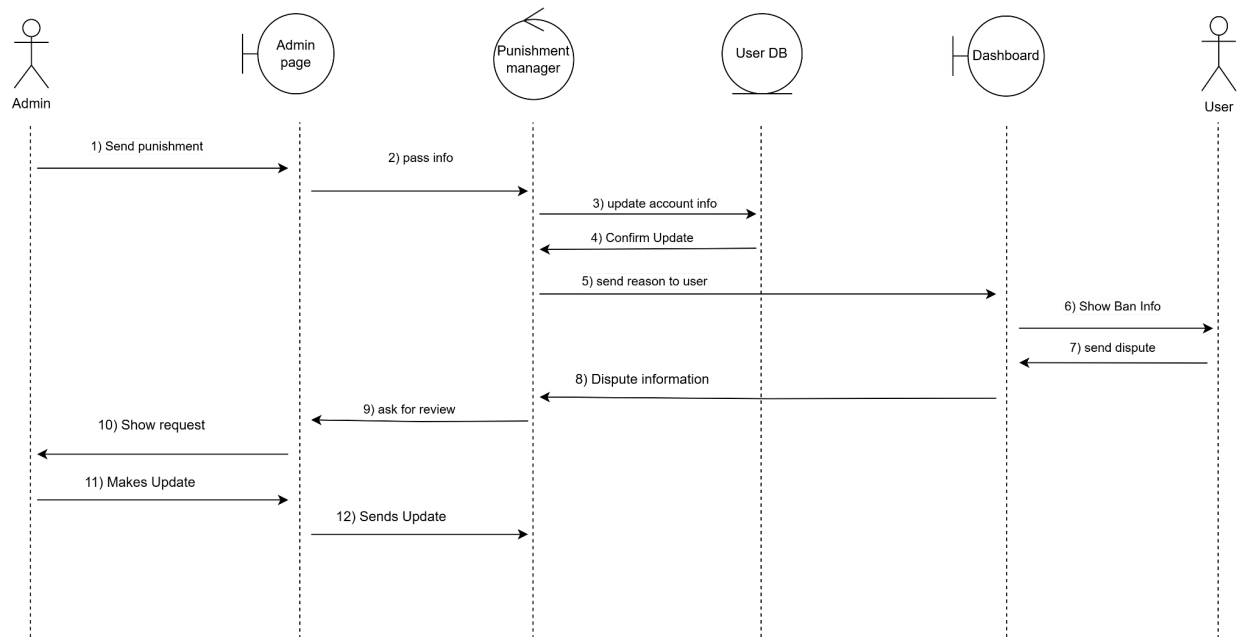 Admin
page
Punishment
manager
User DB
Dashboard
Admin
User
1) Send punishment
2) pass info
3) update account info
4) Confirm Update
5) send reason to user
6) Show Ban Info
7) send dispute
8) Dispute information
9) ask for review
10) Show request
11) Makes Update
12) Sends Update